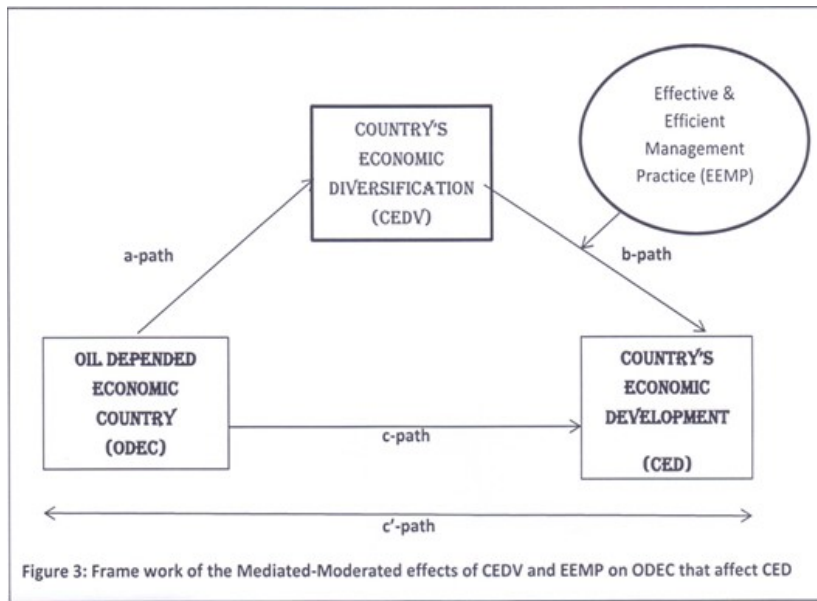 COUNTRY'S
ECONOMIC
DIVERSIFICATION
(CEDV)
Effective &
Efficient
Management
Practice (EEMP)
a-path
b-path
OIL DEPENDED
ECONOMIC
COUNTRY
(ODEC)
c-path
COUNTRY'S
ECONOMIC
DEVELOPMENT
(CED)
c'-path
Figure 3: Frame work of the Mediated-Moderated effects of CEDV and EEMP on ODEC that affect CED